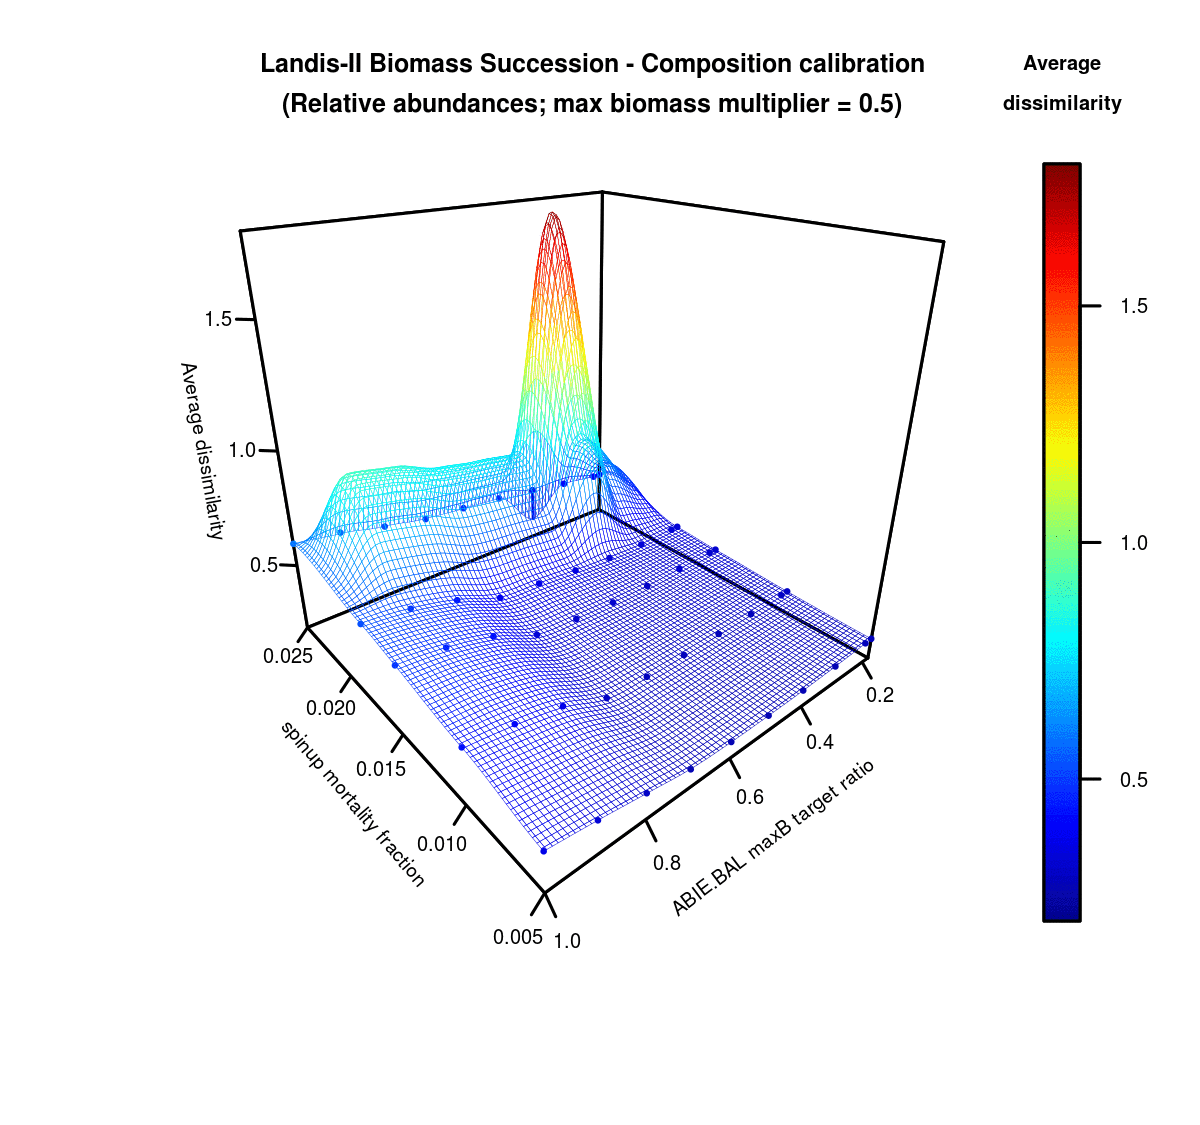 Landis-II Biomass Succession - Composition calibration
(Relative abundances; max biomass multiplier = 0.5)
Average
dissimilarity
1.5
1.0
0.5
Average dissimilarity
1.5
1.0
0.5
0.025
0.020
0.015
0.010
0.005
spinup mortality fraction
1.0
0.8
0.6
0.4
0.2
ABIE.BAL maxB target ratio